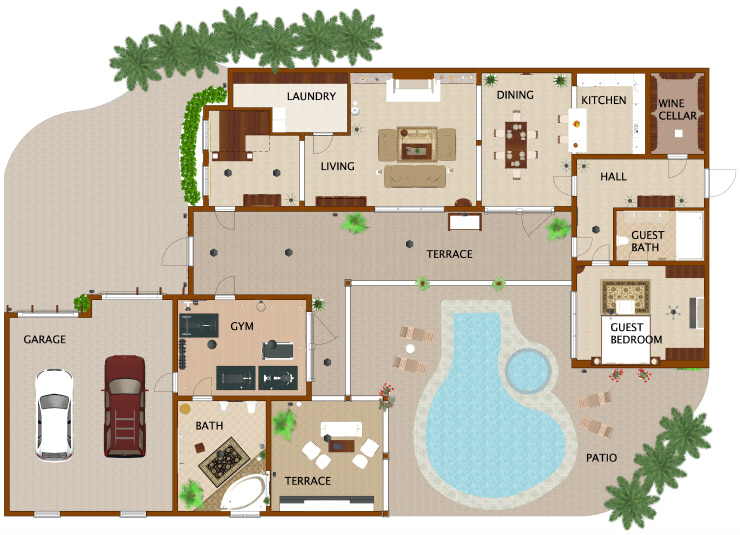 LAUNDRY
DINING
KITCHEN
WINE
CELLAR
LIVING
HALL
GUEST
BATH
TERRACE
GARAGE
GYM
GUEST
BEDROOM
BATH
TERRACE
PATIO